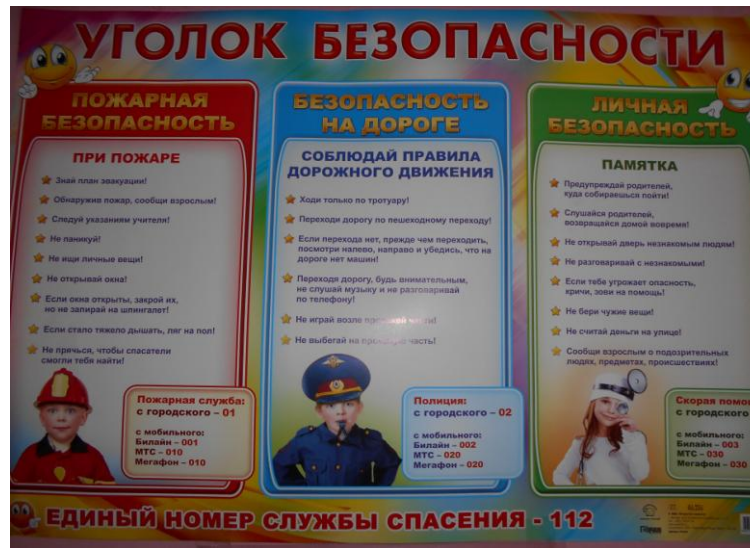 УГОЛОК БЕЗОПАСНОСТИ
ПОЖАРНАЯ
БЕЗОПАСНОСТЬ
ПРИ ПОЖАРЕ
Знай план эвакуации!
Обнаружив пожар, сообщи взрослым!
Следуй указаниям учителя!
Не паникуй!
Не ищи личные вещи!
Не открывай окна!
Если окна открыты, закрой их,
но не запирай на шпингалет!
Если стало тяжело дышать, ляг на пол!
Не прячься, чтобы спасатели
смогли тебя найти!
Пожарная служба:
с городского – 01
с мобильного:
Билайн – 001
МТС – 010
Мегафон – 010
БЕЗОПАСНОСТЬ
НА ДОРОГЕ
СОБЛЮДАЙ ПРАВИЛА
ДОРОЖНОГО ДВИЖЕНИЯ
Ходи только по тротуару!
Переходи дорогу по пешеходному переходу!
Если перехода нет, прежде чем переходить,
посмотри налево, направо и убедись, что на
дороге нет машин!
Переходя дорогу, будь внимательным,
не слушай музыку и не разговаривай
по телефону!
Не играй возле проезжей части!
Не выбегай на проезжую часть!
Полиция:
с городского – 02
с мобильного:
Билайн – 002
МТС – 020
Мегафон – 020
ЛИЧНАЯ
БЕЗОПАСНОСТЬ
ПАМЯТКА
Предупреждай родителей,
куда собираешься пойти!
Слушайся родителей,
возвращайся домой вовремя!
Не открывай дверь незнакомым людям!
Не разговаривай с незнакомыми!
Если тебе угрожает опасность,
кричи, зови на помощь!
Не бери чужие вещи!
Не считай деньги на улице!
Сообщи взрослым о подозрительных
людях, предметах, происшествиях!
Скорая помо
с городского
с мобильного:
Билайн – 003
МТС – 030
Мегафон – 030
ЕДИНЫЙ НОМЕР СЛУЖБЫ СПАСЕНИЯ - 112